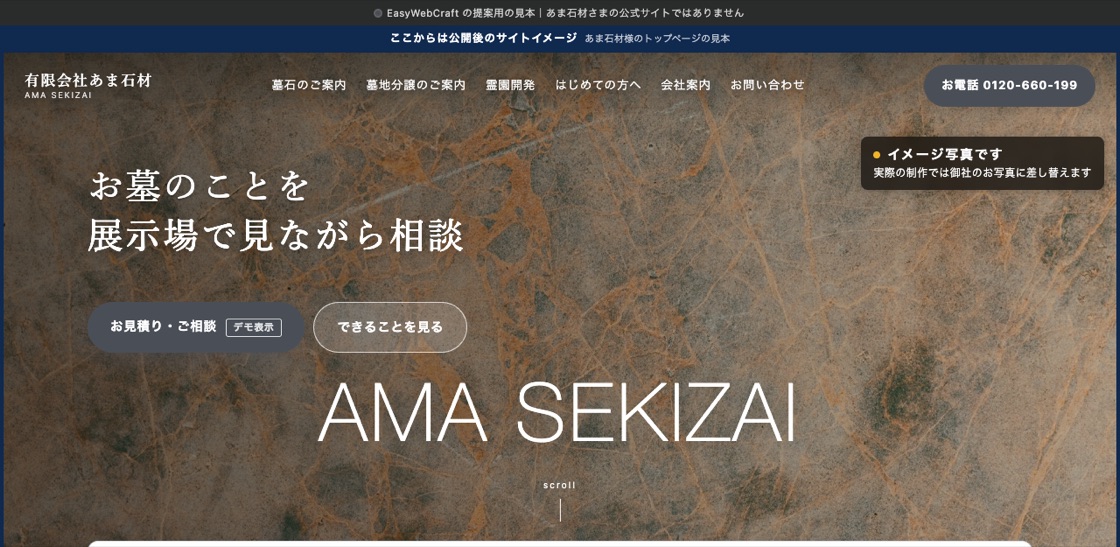 EasyWebCraft の提案用の見本｜あま石材さまの公式サイトではありません
ここからは公開後のサイトイメージ あま石材様のトップページの見本
有限会社あま石材
AMA SEKIZAI
墓石のご案内 墓地分譲のご案内 霊園開発 はじめての方へ 会社案内 お問い合わせ
お電話 0120-660-199
イメージ写真です
実際の制作では御社のお写真に差し替えます
お墓のことを
展示場で見ながら相談
お見積り・ご相談 デモ表示 できることを見る
AMA SEKIZAI
scroll